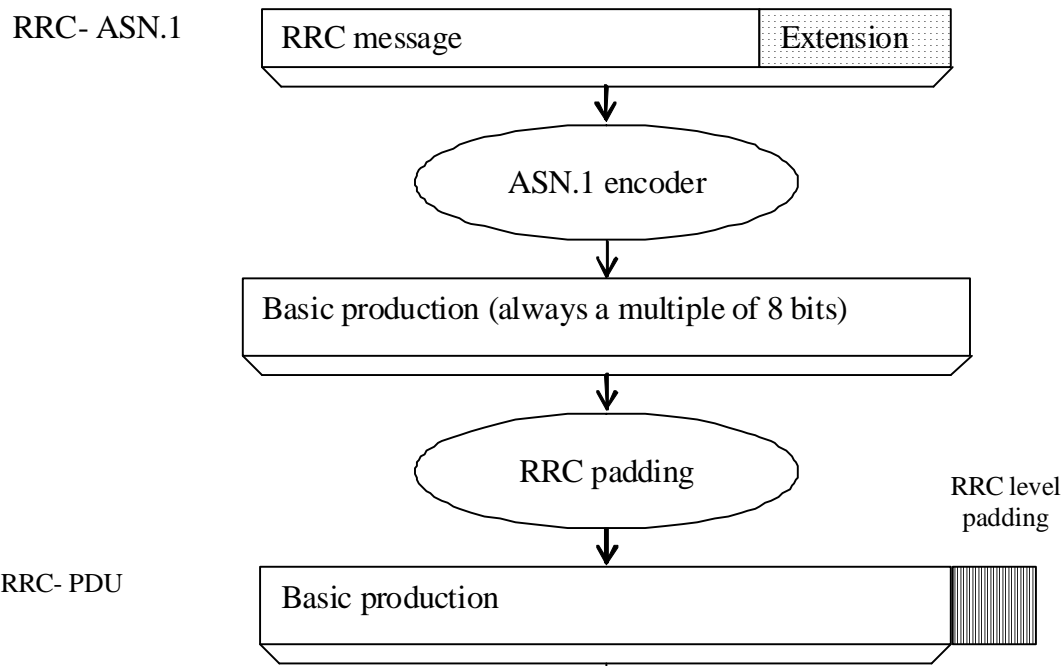 RRC- ASN.1
RRC message
Extension
ASN.1 encoder
Basic production (always a multiple of 8 bits)
RRC padding
RRC level
padding
RRC- PDU
Basic production